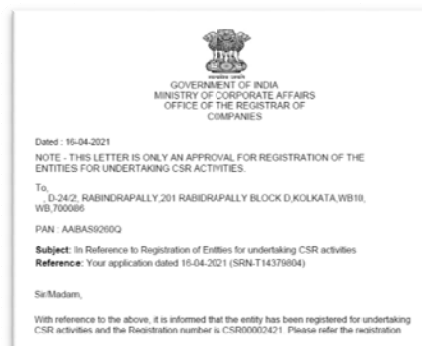 GOVERNMENT OF INDIA
MINISTRY OF CORPORATE AFFAIRS
OFFICE OF THE REGISTRAR OF
COMPANIES
Dated : 16-04-2021
NOTE - THIS LETTER IS ONLY AN APPROVAL FOR REGISTRATION OF THE
ENTITIES FOR UNDERTAKING CSR ACTIVITIES.
To,
, D-24/2, RABINDRAPALLY,201 RABIDRAPALLY BLOCK D,KOLKATA,WB10,
WB,700086
PAN : AABAS9260Q
Subject: In Reference to Registration of Entities for undertaking CSR activities
Reference: Your application dated 16-04-2021 (SRN-T14379804)
Sir/Madam,
With reference to the above, it is informed that the entity has been registered for undertaking
CSR activities and the Registration number is CSR00002421. Please refer the registration